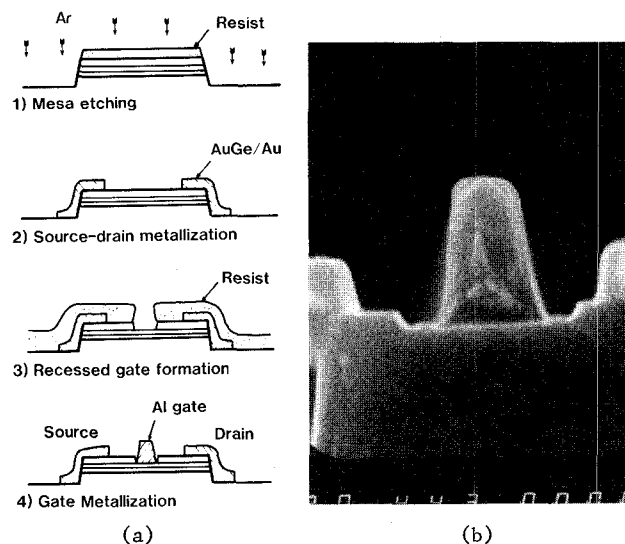 Ar
Resist
1) Mesa etching
AuGe/Au
2) Source-drain metallization
Resist
3) Recessed gate formation
Al gate
Source
Drain
4) Gate Metallization
(a)
(b)